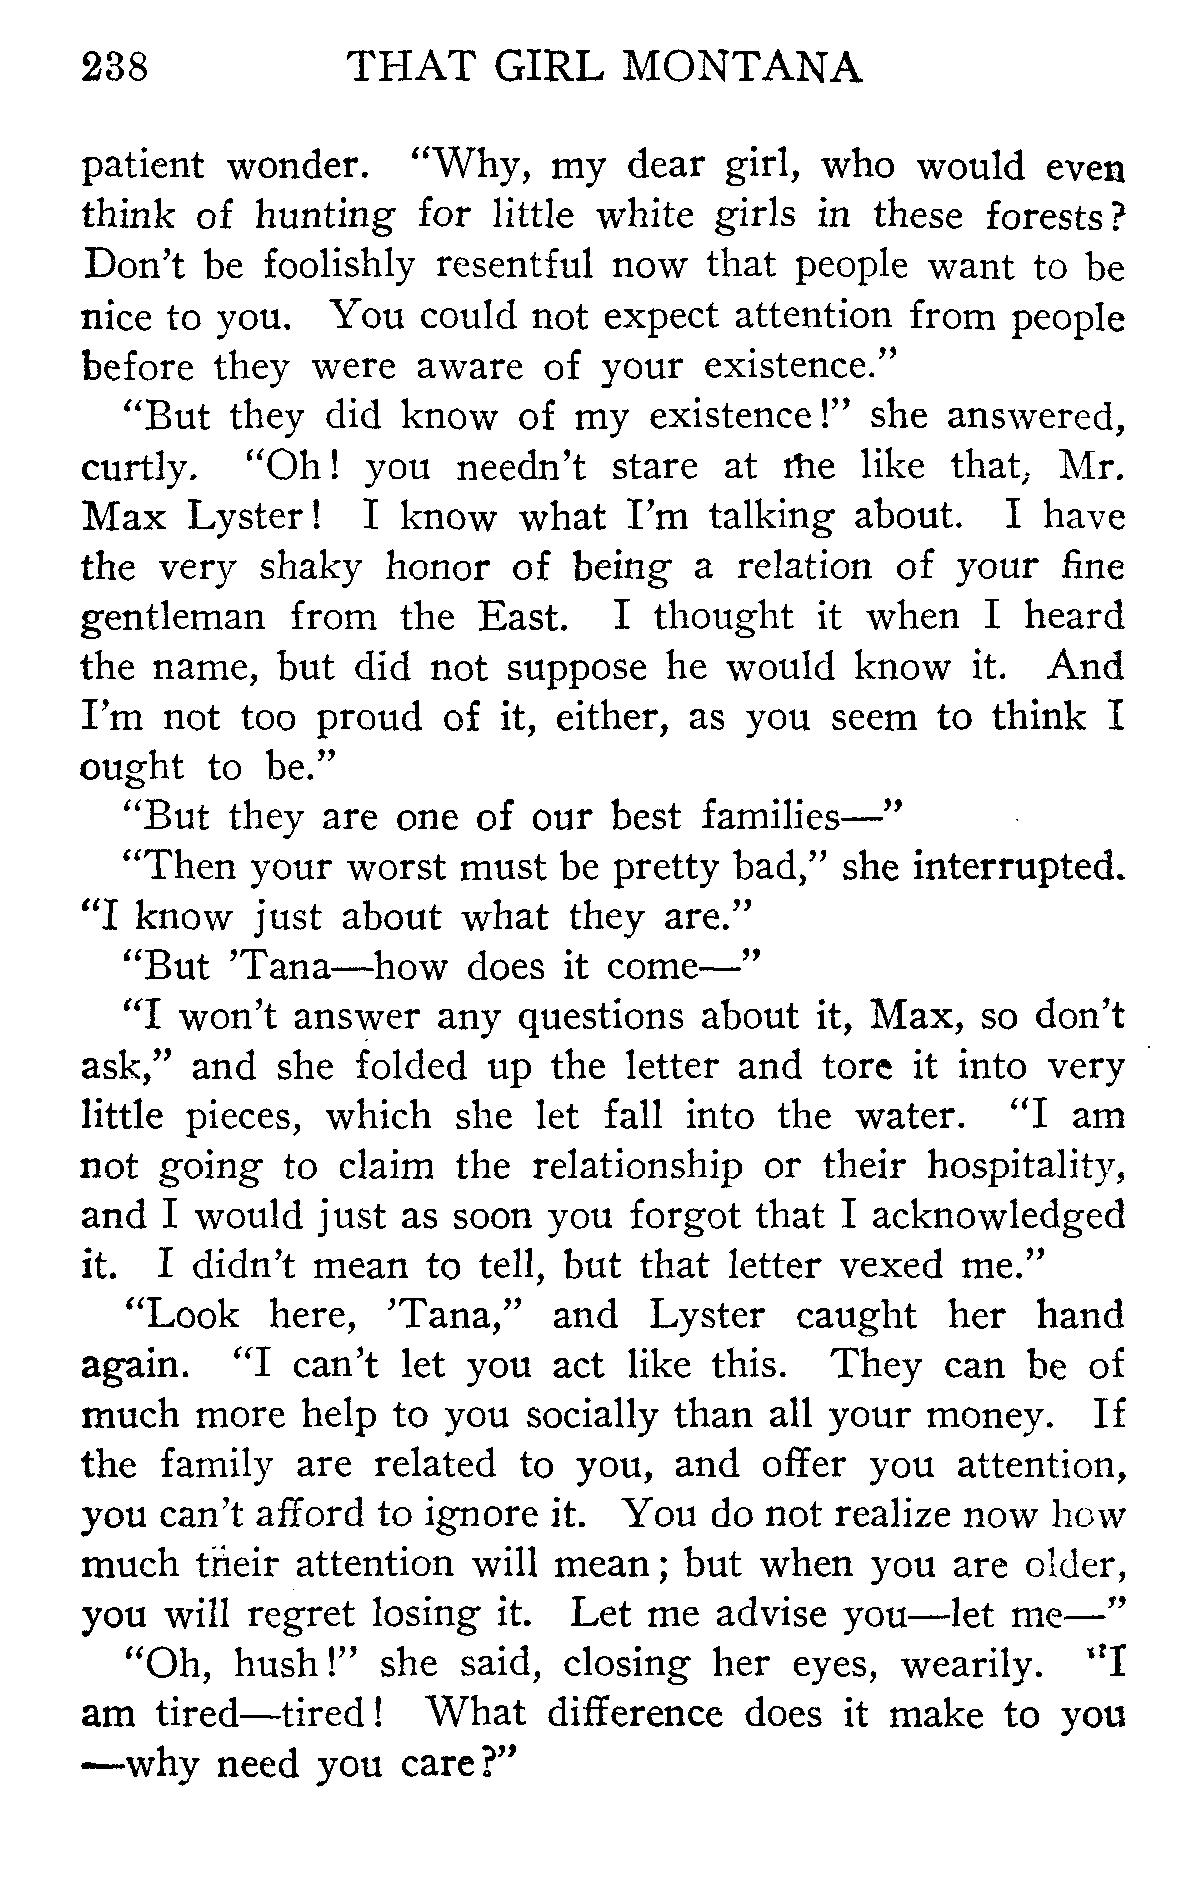 238 THAT GIRL MONTANA
patient wonder. “Why, my dear girl, who would even
think of hunting for little white girls in these forests?
Don’t be foolishly resentful now that people want to be
nice to you. You could not expect attention from people
before they were aware of your existence.”
“But they did know of my existence!” she answered,
curtly. “Oh! you needn’t stare at me like that, Mr.
Max Lyster! I know what I’m talking about. I have
the very shaky honor of being a relation of your fine
gentleman from the East. I thought it when I heard
the name, but did not suppose he would know it. And
I’m not too proud of it, either, as you seem to think I
ought to be.”
“But they are one of our best families—”
“Then your worst must be pretty bad,” she interrupted.
“I know just about what they are.”
“But ’Tana—how does it come—”
“I won’t answer any questions about it, Max, so don’t
ask,” and she folded up the letter and tore it into very
little pieces, which she let fall into the water. “I am
not going to claim the relationship or their hospitality,
and I would just as soon you forgot that I acknowledged
it. I didn’t mean to tell, but that letter vexed me.”
“Look here, ’Tana,” and Lyster caught her hand
again. “I can’t let you act like this. They can be of
much more help to you socially than all your money. If
the family are related to you, and offer you attention,
you can’t afford to ignore it. You do not realize now how
much their attention will mean; but when you are older,
you will regret losing it. Let me advise you—let me—”
“Oh, hush!” she said, closing her eyes, wearily. “I
am tired—tired! What difference does it make to you
—why need you care?”